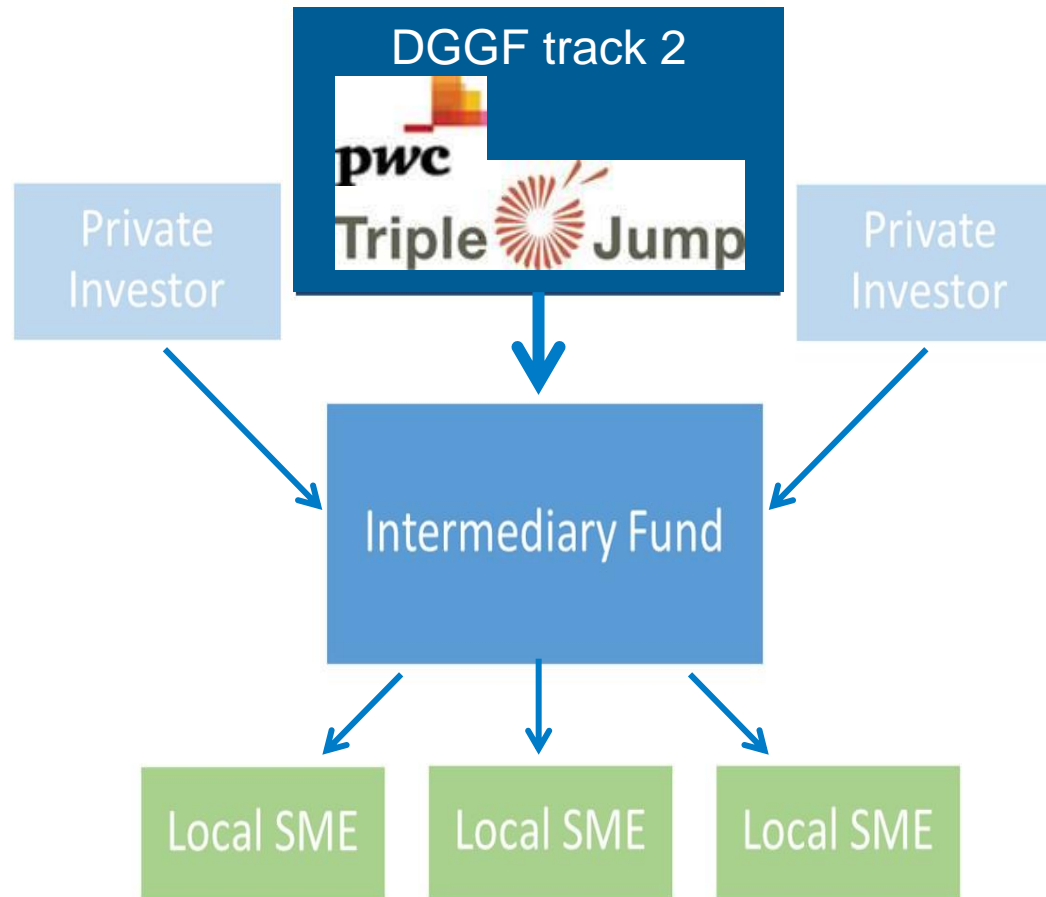 DGGF track 2
pwc
Triple Jump
Private
Investor
Private
Investor
Intermediary Fund
Local SME
Local SME
Local SME